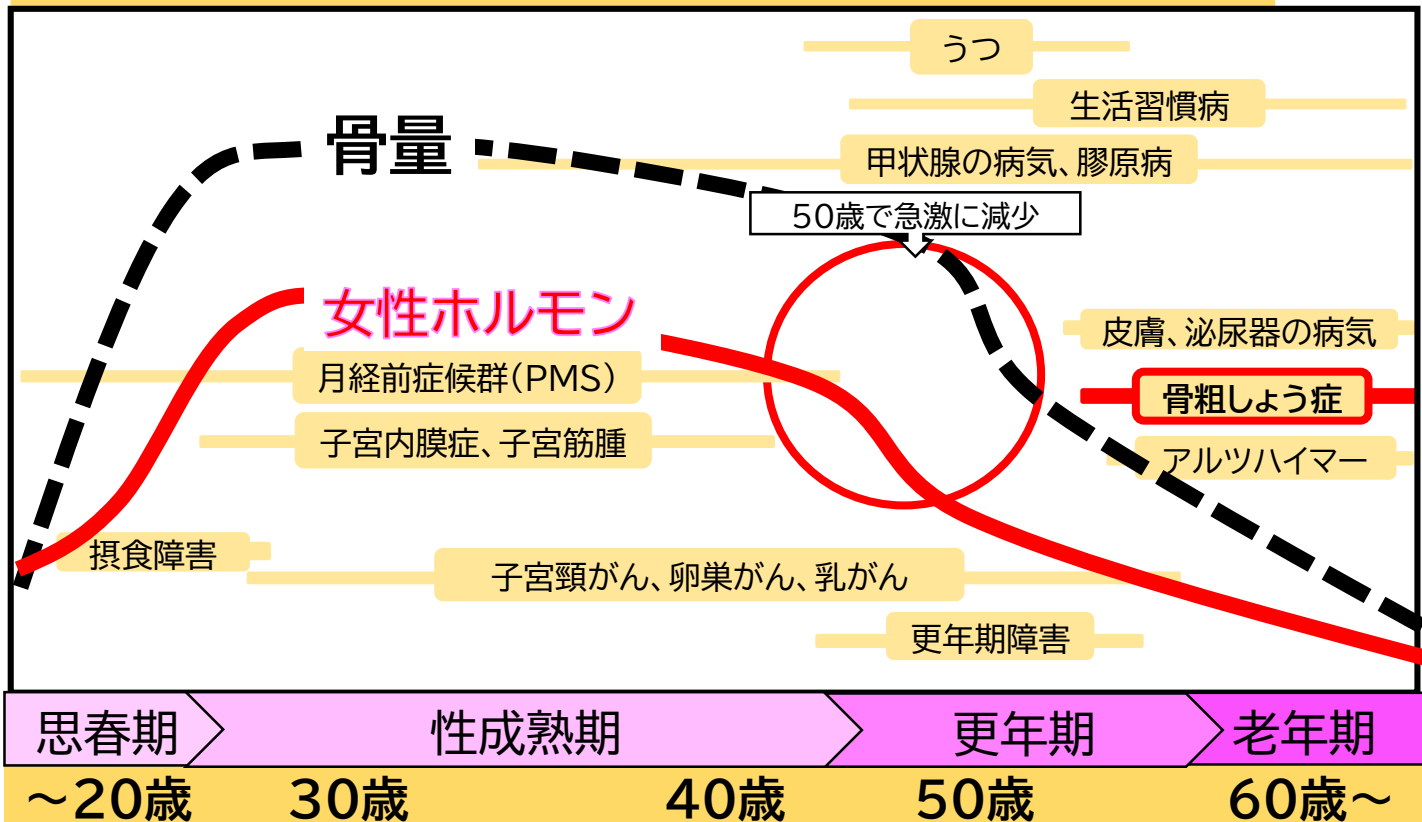 うつ
生活習慣病
骨量
甲状腺の病気、膠原病
50歳で急激に減少
女性ホルモン
皮膚、泌尿器の病気
月経前症候群(PMS)
骨粗しょう症
子宮内膜症、子宮筋腫
アルツハイマー
摂食障害
子宮頸がん、卵巣がん、乳がん
更年期障害
思春期 性成熟期 更年期 老年期
～20歳 30歳 40歳 50歳 60歳～